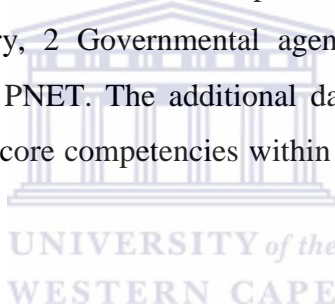 ry, 2 Governmental agen
PNET. The additional da
core competencies within
UNIVERSITY of the
WESTERN CAPE